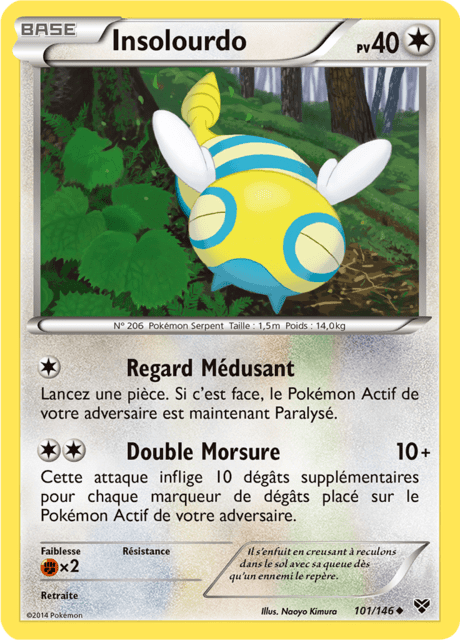 BASE
Insolourdo
PV40
N° 206 Pokémon Serpent Taille : 1,5m Poids : 14,0kg
Regard Médusant
Lancez une pièce. Si c'est face, le Pokémon Actif de
votre adversaire est maintenant Paralysé.
Double Morsure 10+
Cette attaque inflige 10 dégâts supplémentaires
pour chaque marqueur de dégâts placé sur le
Pokémon Actif de votre adversaire.
Faiblesse Résistance
×2
Retraite
Il s'enfuit en creusant à reculons
dans le sol avec sa queue dès
qu'un ennemi le repère.
©2014 Pokémon
Illus. Naoyo Kimura
101/146